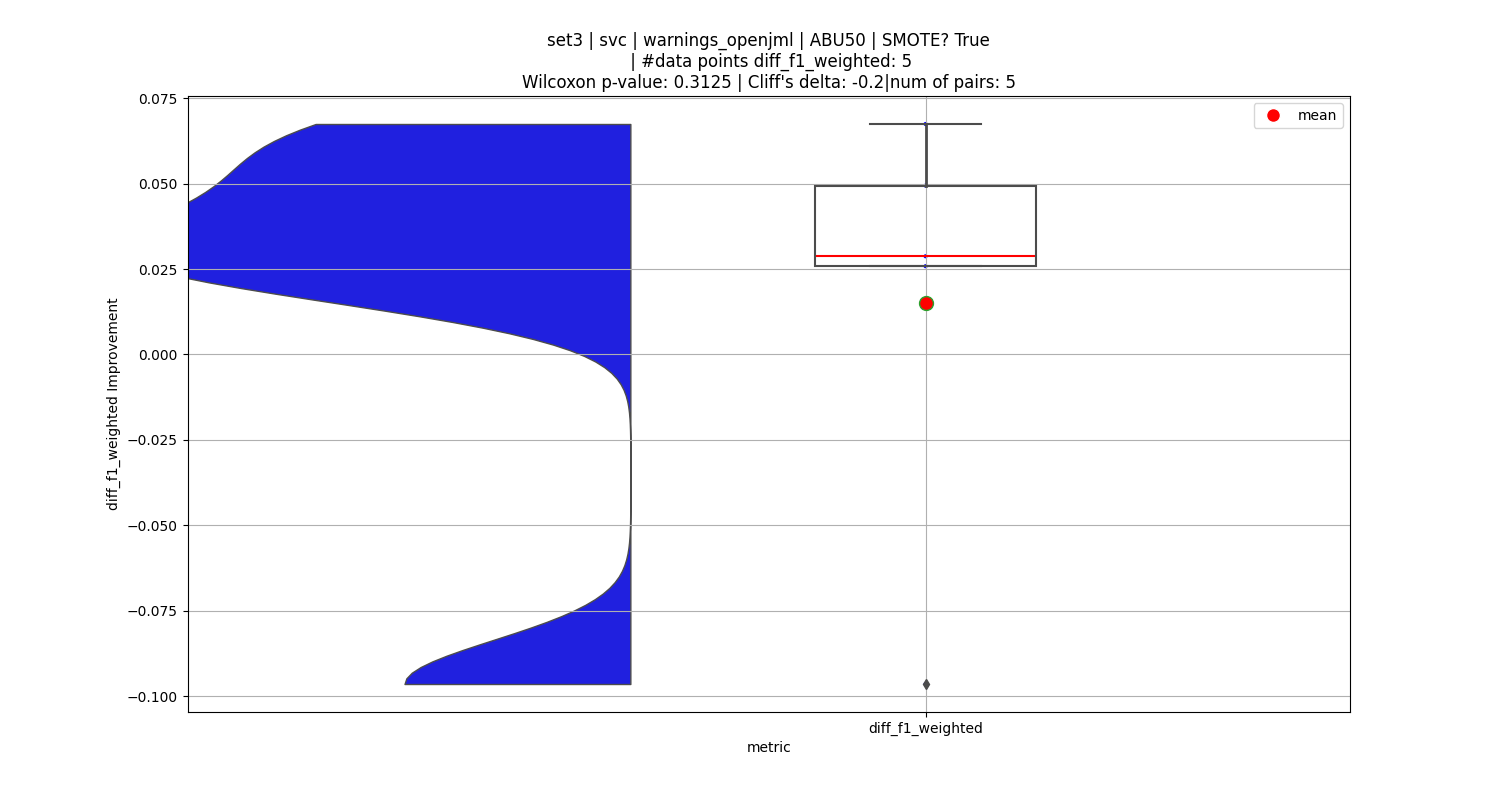 set3 | svc | warnings_openjml | ABU50 | SMOTE? True
| #data points diff_f1_weighted: 5
Wilcoxon p-value: 0.3125 | Cliff's delta: -0.2|num of pairs: 5
mean
0.075
0.050
0.025
0.000
−0.025
−0.050
−0.075
−0.100
diff_f1_weighted Improvement
diff_f1_weighted
metric